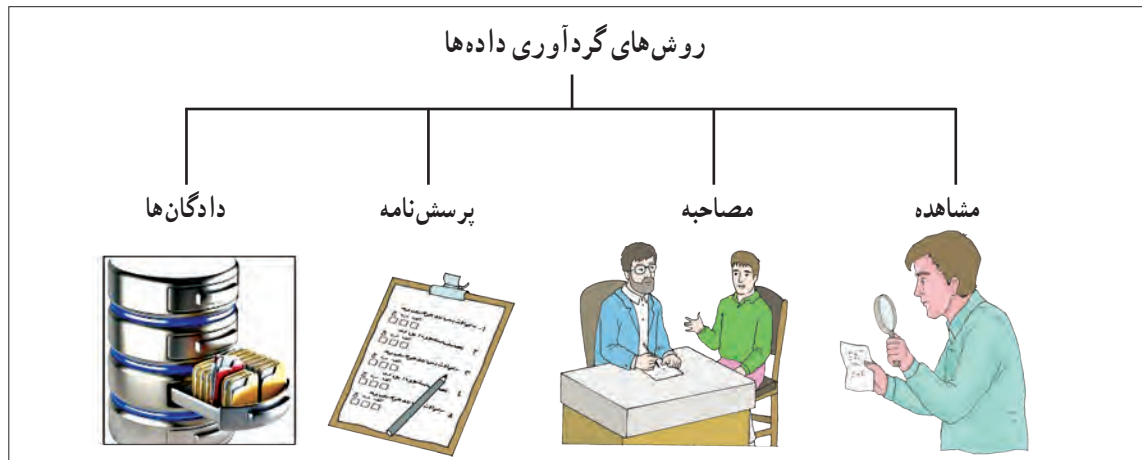 روش‌های گردآوری داده‌ها
مشاهده
مصاحبه
پرسش‌نامه
دادگان‌ها